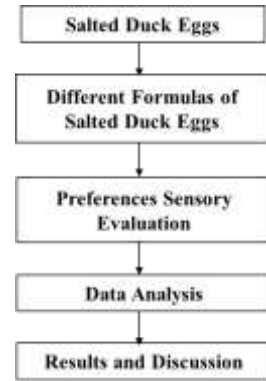 Salted Duck Eggs
Different Formulas of
Salted Duck Eggs
Preferences Sensory
Evaluation
Data Analysis
Results and Discussion